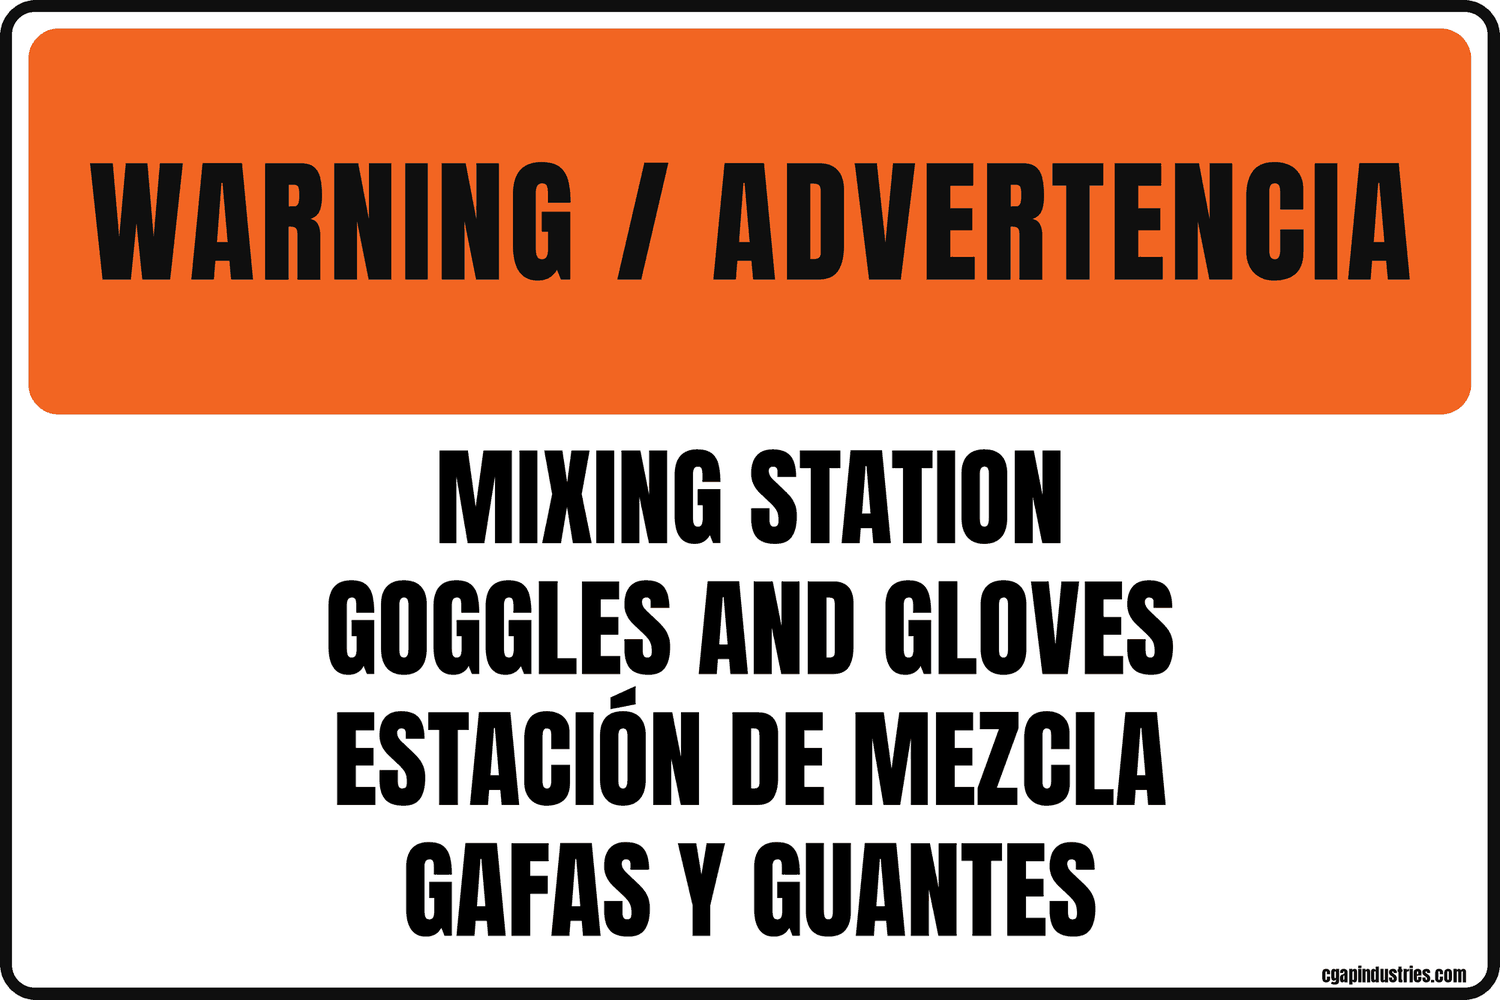 WARNING / ADVERTENCIA
MIXING STATION
GOGGLES AND GLOVES
ESTACIÓN DE MEZCLA
GAFAS Y GUANTES
cgapindustries.com